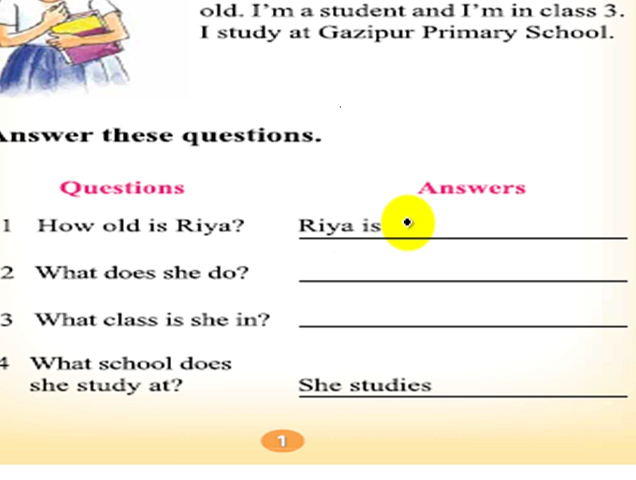 old. I'm a student and I'm in class 3.
I study at Gazipur Primary School.
Answer these questions.
Questions Answers
1 How old is Riya? Riya is
2 What does she do?
3 What class is she in?
4 What school does
she study at? She studies
1